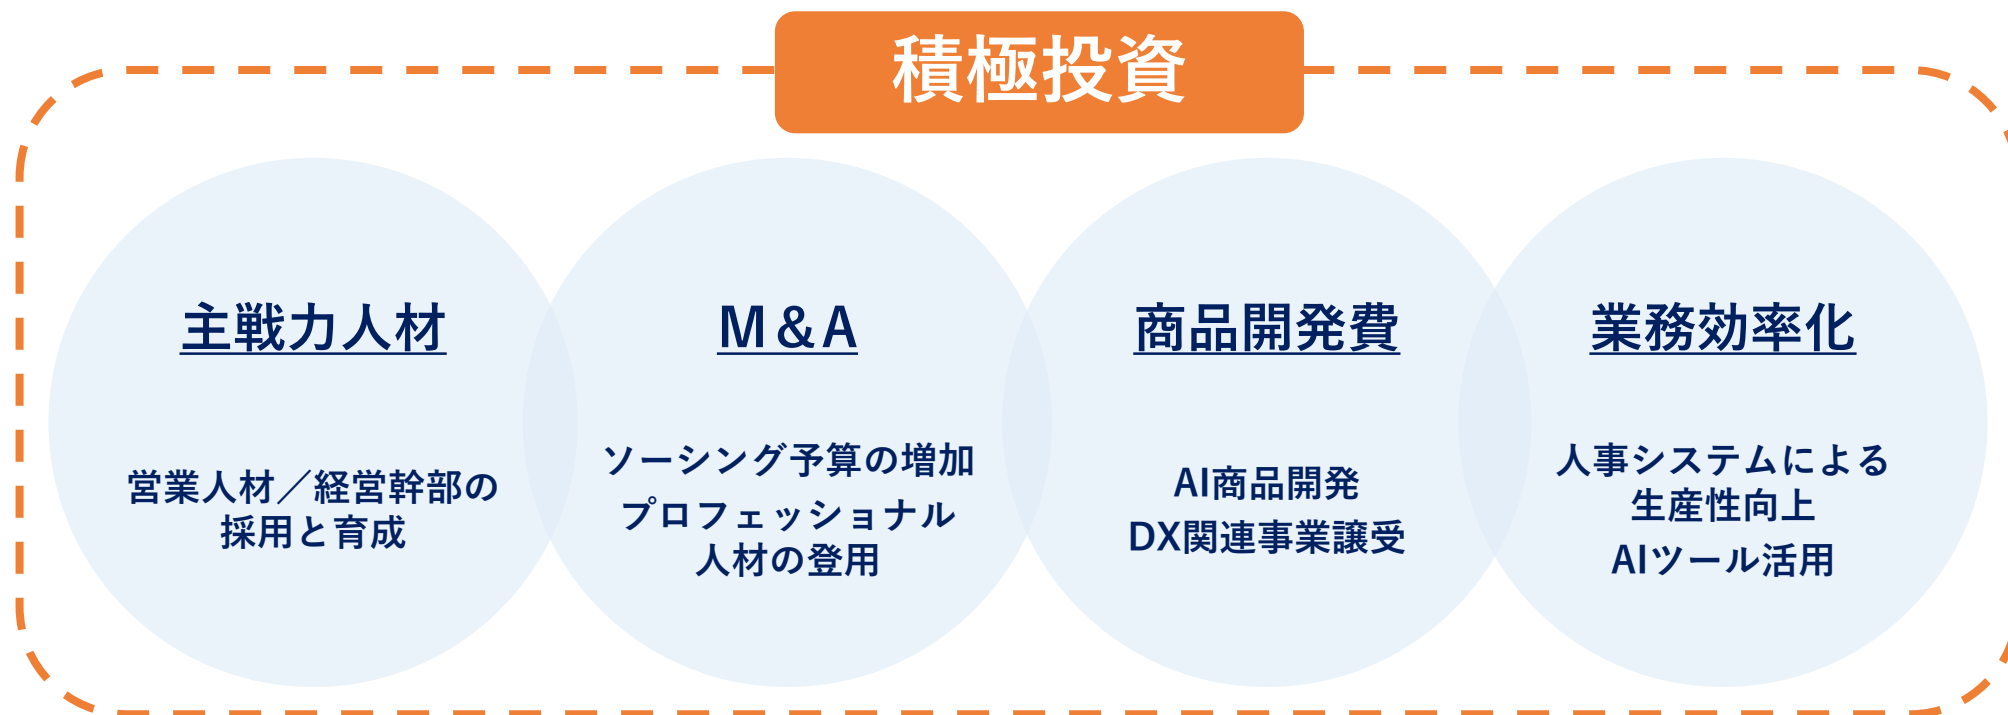 積極投資
主戦力人材
営業人材／経営幹部の
採用と育成
M＆A
ソーシング予算の増加
プロフェッショナル
人材の登用
商品開発費
AI商品開発
DX関連事業譲受
業務効率化
人事システムによる
生産性向上
AIツール活用